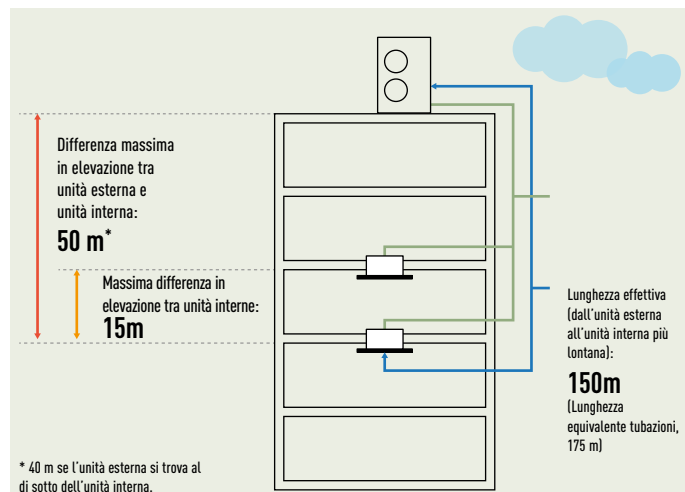 Differenza massima
in elevazione tra
unità esterna e
unità interna:
50 m*
Massima differenza in
elevazione tra unità interne:
15m
Lunghezza effettiva
(dall'unità esterna
all'unità interna più
lontana):
150m
(Lunghezza
equivalente tubazioni,
175 m)
* 40 m se l'unità esterna si trova al
di sotto dell'unità interna.